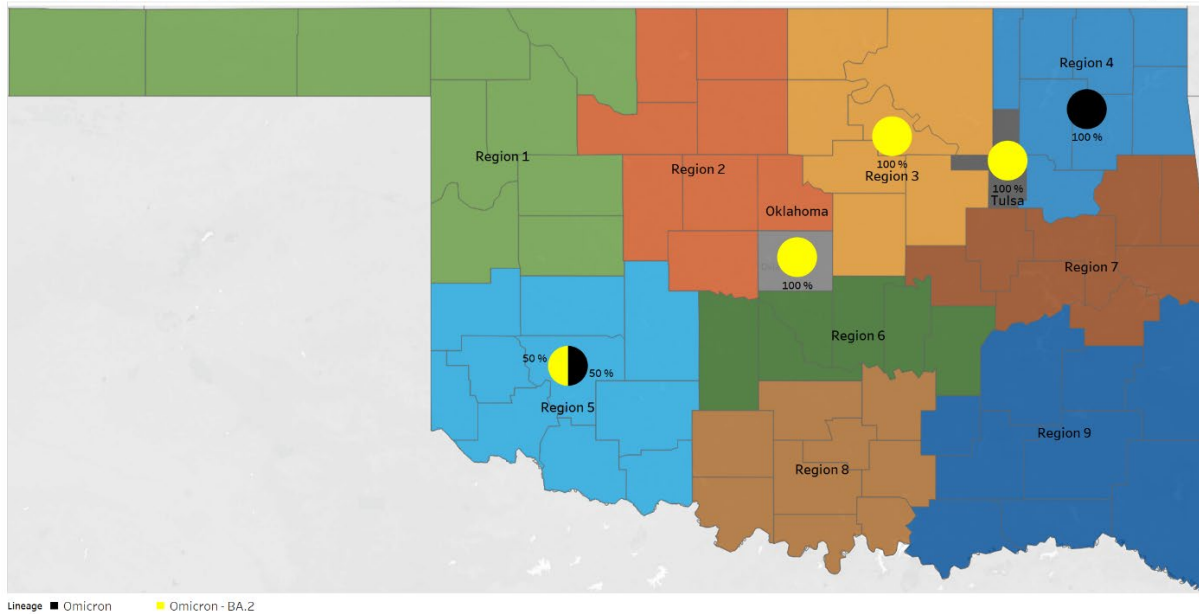 Region 4
100 %
Region 1
Region 2
100 %
Region 3
100 %
Tulsa
Oklahoma
100 %
Region 7
Region 6
50 %
50 %
Region 5
Region 9
Region 8
Lineage Omicron Omicron - BA.2